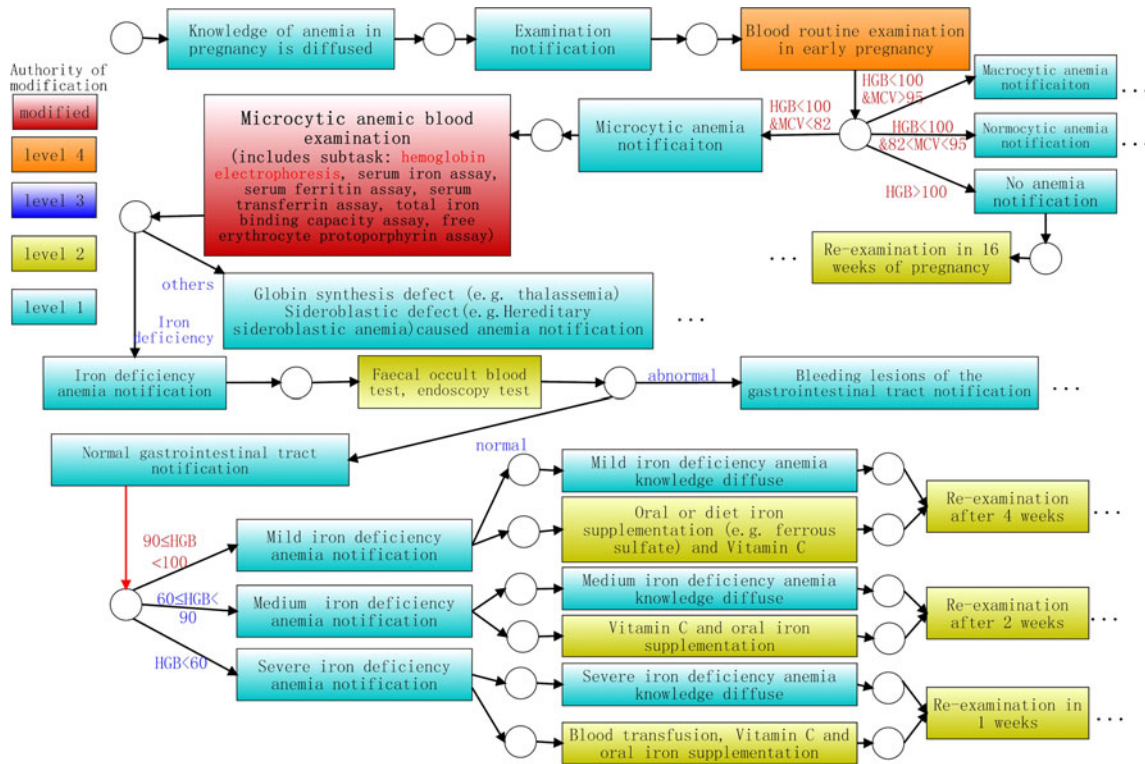 Knowledge of anemia in
pregnancy is diffused
Examination
notification
Blood routine examination
in early pregnancy
Authority of
modification
modified
level 4
level 3
level 2
level 1
HGB<100
&MCV>95
Macrocytic anemia
notification
...
HGB<100
&82<MCV<95
Normocytic anemia
notification
...
HGB>100
No anemia
notification
Re-examination in 16
weeks of pregnancy
...
HGB<100
&MCV<82
Microcytic anemia
notificaiton
Microcytic anemic blood
examination
(includes subtask: hemoglobin
electrophoresis, serum iron assay,
serum ferritin assay, serum
transferrin assay, total iron
binding capacity assay, free
erythrocyte protoporphyrin assay)
others
Globin synthesis defect (e.g. thalassemia)
Sideroblastic defect(e.g.Hereditary
sideroblastic anemia)caused anemia notification
...
Iron
deficiency
Iron deficiency
anemia notification
Faecal occult blood
test, endoscopy test
abnormal
Bleeding lesions of the
gastrointestinal tract notification
...
Normal gastrointestinal tract
notification
normal
90≤HGB
<100
Mild iron deficiency
anemia notification
Mild iron deficiency anemia
knowledge diffuse
Oral or diet iron
supplementation (e.g. ferrous
sulfate) and Vitamin C
Re-examination
after 4 weeks
...
60≤HGB<
90
Medium iron deficiency
anemia notification
Medium iron deficiency anemia
knowledge diffuse
Vitamin C and oral iron
supplementation
Re-examination
after 2 weeks
...
HGB<60
Severe iron deficiency
anemia notification
Severe iron deficiency anemia
knowledge diffuse
Blood transfusion, Vitamin C and
oral iron supplementation
Re-examination in
1 weeks
...